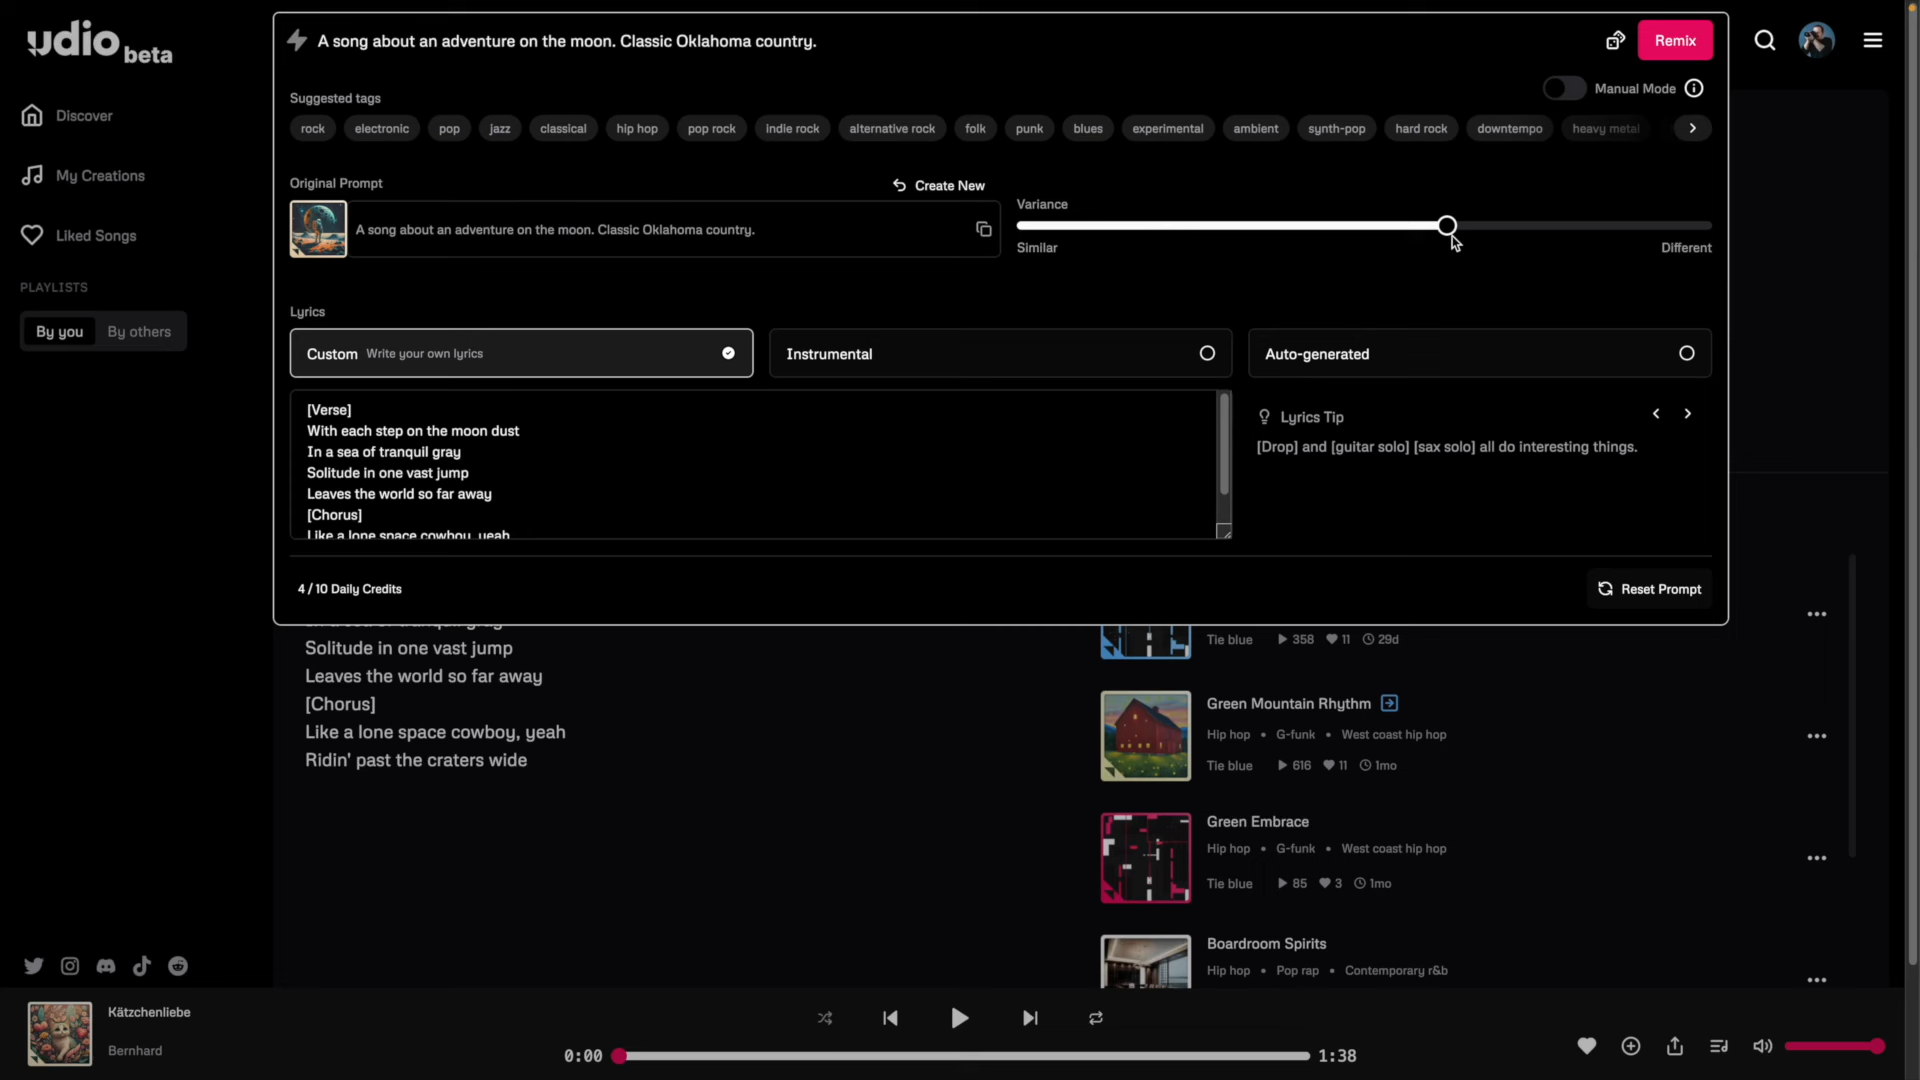 udio beta
Discover
My Creations
Liked Songs
PLAYLISTS
By you By others
A song about an adventure on the moon. Classic Oklahoma country.
Remix
Manual Mode
Suggested tags
rock electronic pop jazz classical hip hop pop rock indie rock alternative rock folk punk blues experimental ambient synth-pop hard rock downtempo heavy metal
Original Prompt
Create New
A song about an adventure on the moon. Classic Oklahoma country.
Variance
Similar Different
Lyrics
Custom Write your own lyrics
Instrumental
Auto-generated
[Verse]
With each step on the moon dust
In a sea of tranquil gray
Solitude in one vast jump
Leaves the world so far away
[Chorus]
Like a lone space cowboy, yeah
Lyrics Tip
[Drop] and [guitar solo] [sax solo] all do interesting things.
4 / 10 Daily Credits
Reset Prompt
In a sea of tranquil gray
Solitude in one vast jump
Leaves the world so far away
[Chorus]
Like a lone space cowboy, yeah
Ridin' past the craters wide
Tie blue 358 11 29d
Green Mountain Rhythm
Hip hop • G-funk • West coast hip hop
Tie blue 616 11 1mo
Green Embrace
Hip hop • G-funk • West coast hip hop
Tie blue 85 3 1mo
Boardroom Spirits
Hip hop • Pop rap • Contemporary r&b
Kätzchenliebe
Bernhard
0:00 1:38